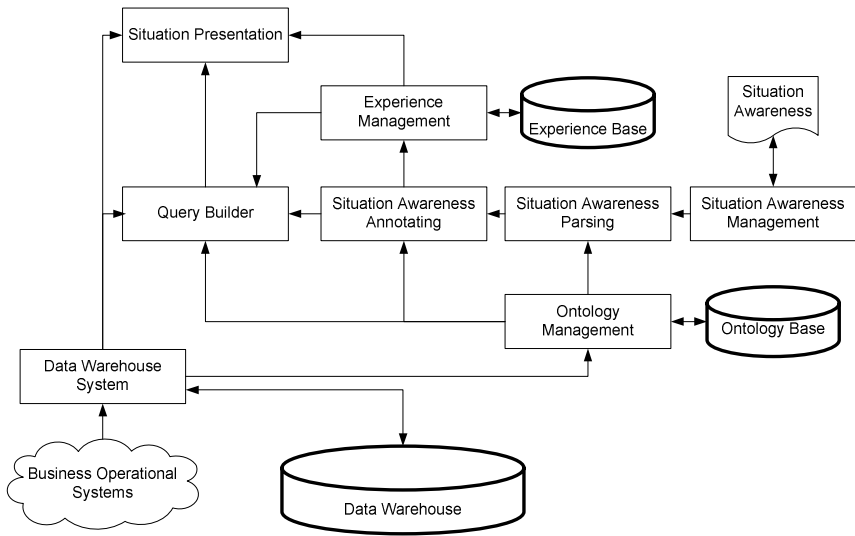 Situation Presentation
Experience
Management
Experience Base
Situation
Awareness
Query Builder
Situation Awareness
Annotating
Situation Awareness
Parsing
Situation Awareness
Management
Ontology
Management
Ontology Base
Data Warehouse
System
Business Operational
Systems
Data Warehouse